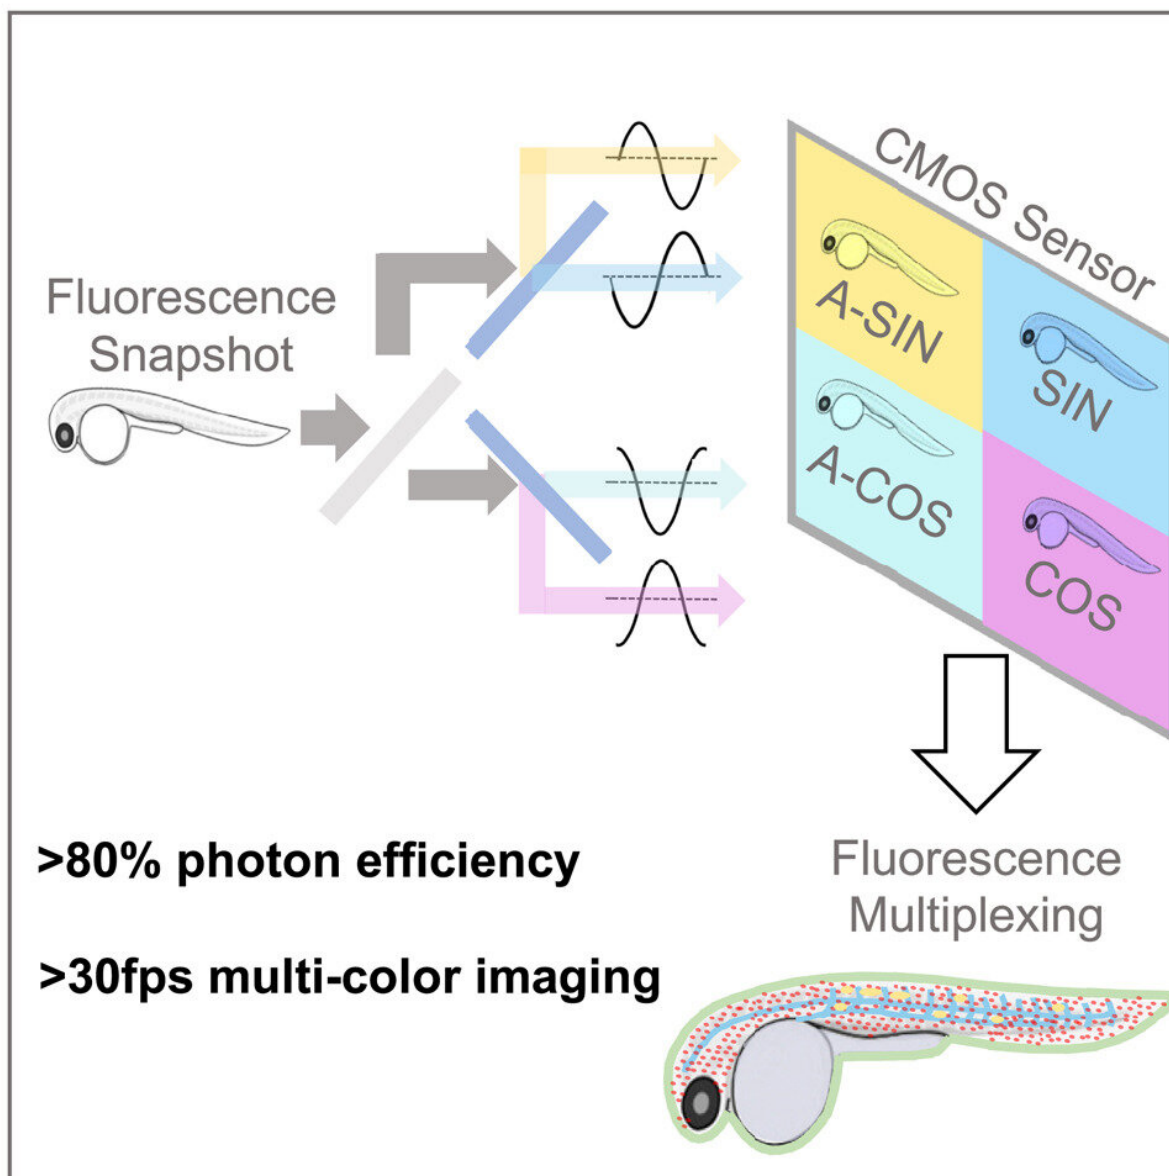 Fluorescence
Snapshot
CMOS Sensor
A-SIN
SIN
A-COS
COS
>80% photon efficiency
>30fps multi-color imaging
Fluorescence
Multiplexing